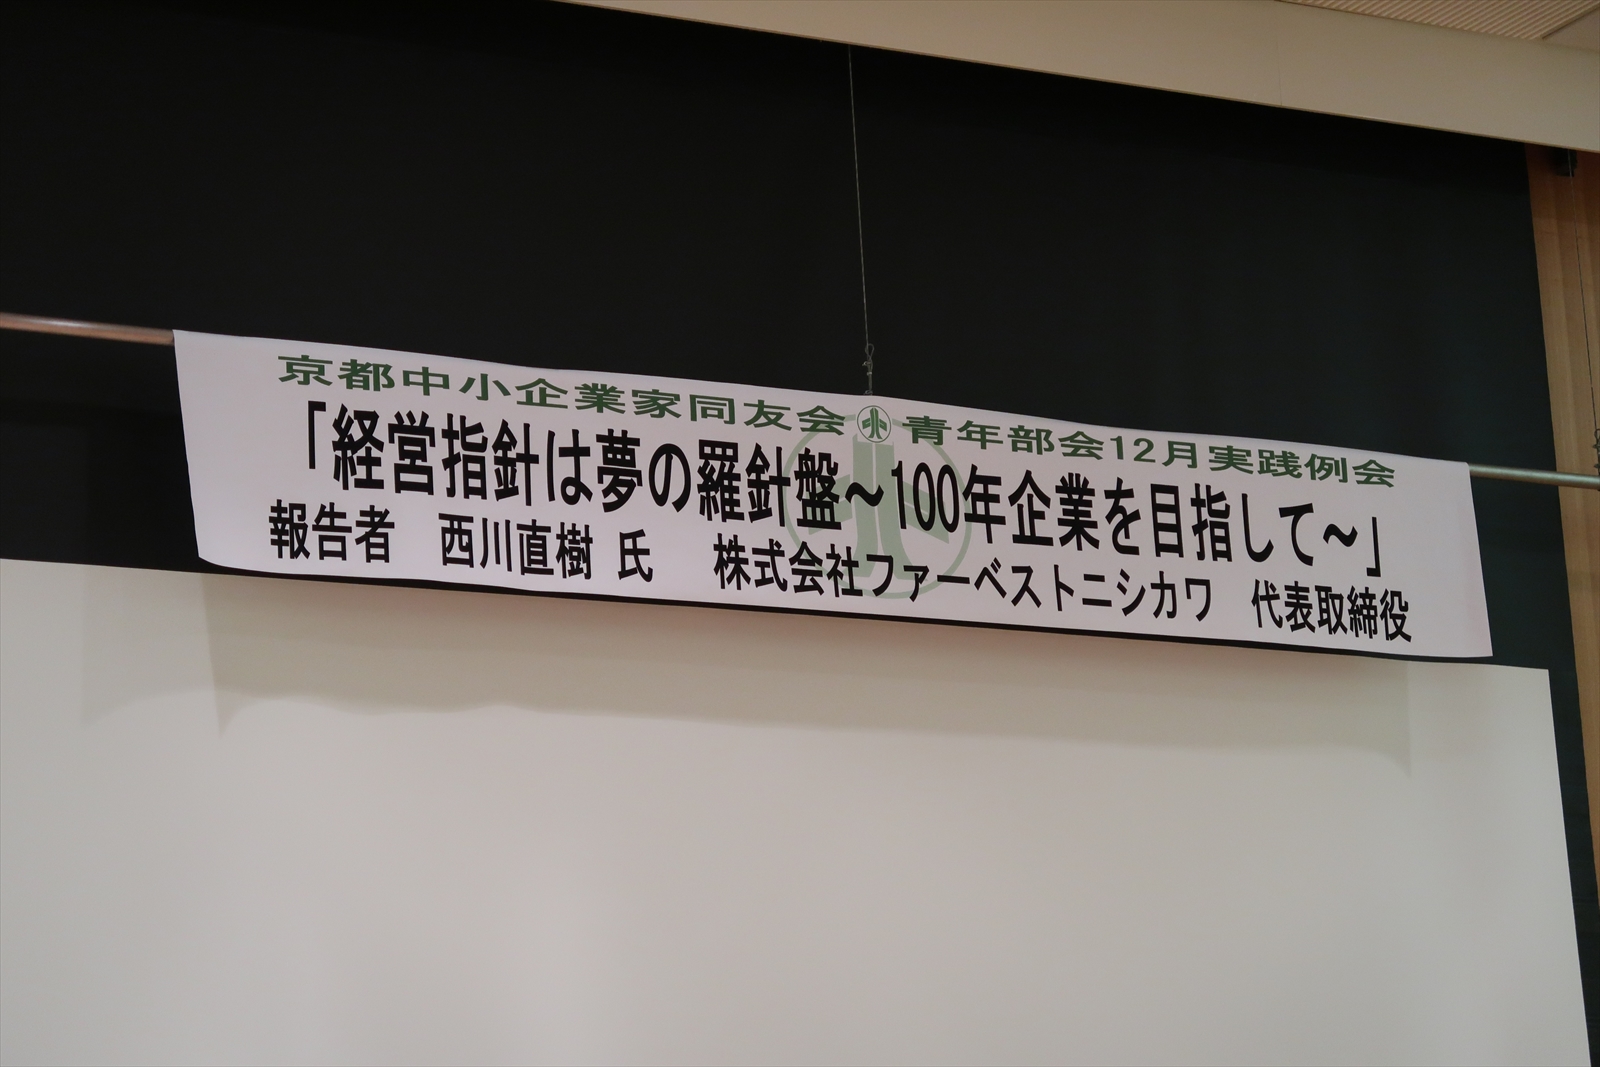 京都中小企業家同友会 青年部会12月実践例会
「経営指針は夢の羅針盤～100年企業を目指して～」
報告者　西川直樹 氏　株式会社ファーベストニシカワ　代表取締役